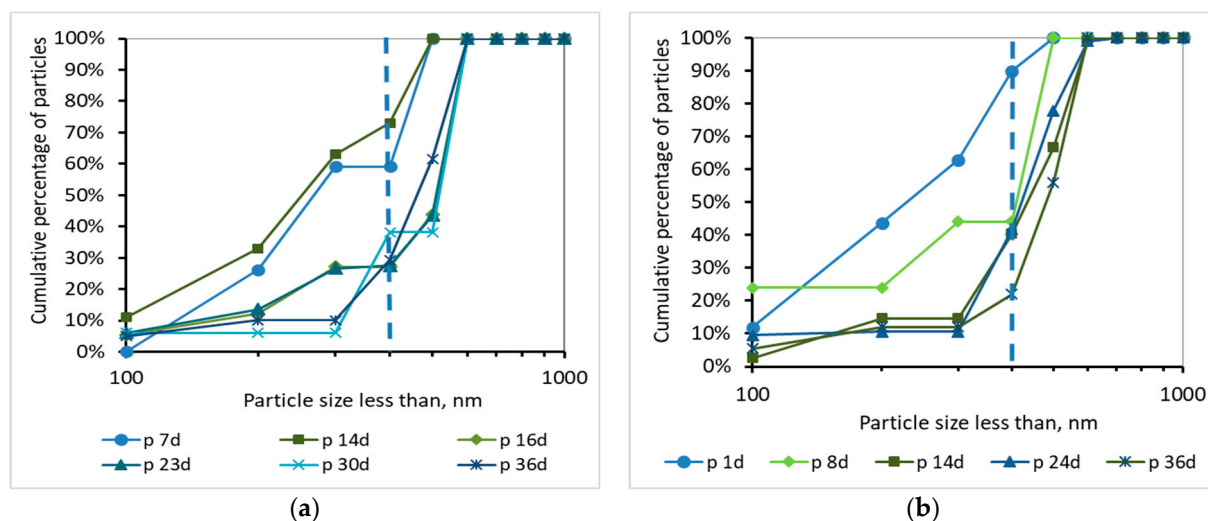 100%
90%
80%
70%
60%
50%
40%
30%
20%
10%
0%
Cumulative percentage of particles
100
1000
Particle size less than, nm
p 7d
p 14d
p 16d
p 23d
p 30d
p 36d
(a)
100%
90%
80%
70%
60%
50%
40%
30%
20%
10%
0%
Cumulative percentage of particles
100
1000
Particle size less than, nm
p 1d
p 8d
p 14d
p 24d
p 36d
(b)